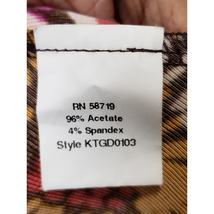 RN 58719
96% Acetate
4% Spandex
Style KTGD0103